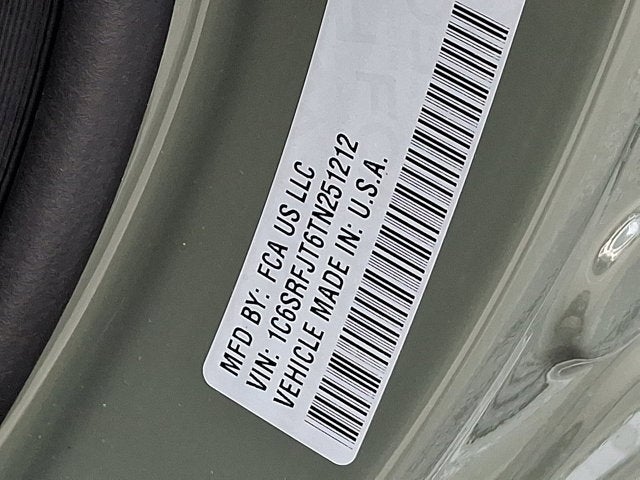 MFD BY: FCA US LLC
VIN: 1C6SRFJT6TN251212
VEHICLE MADE IN: U.S.A.